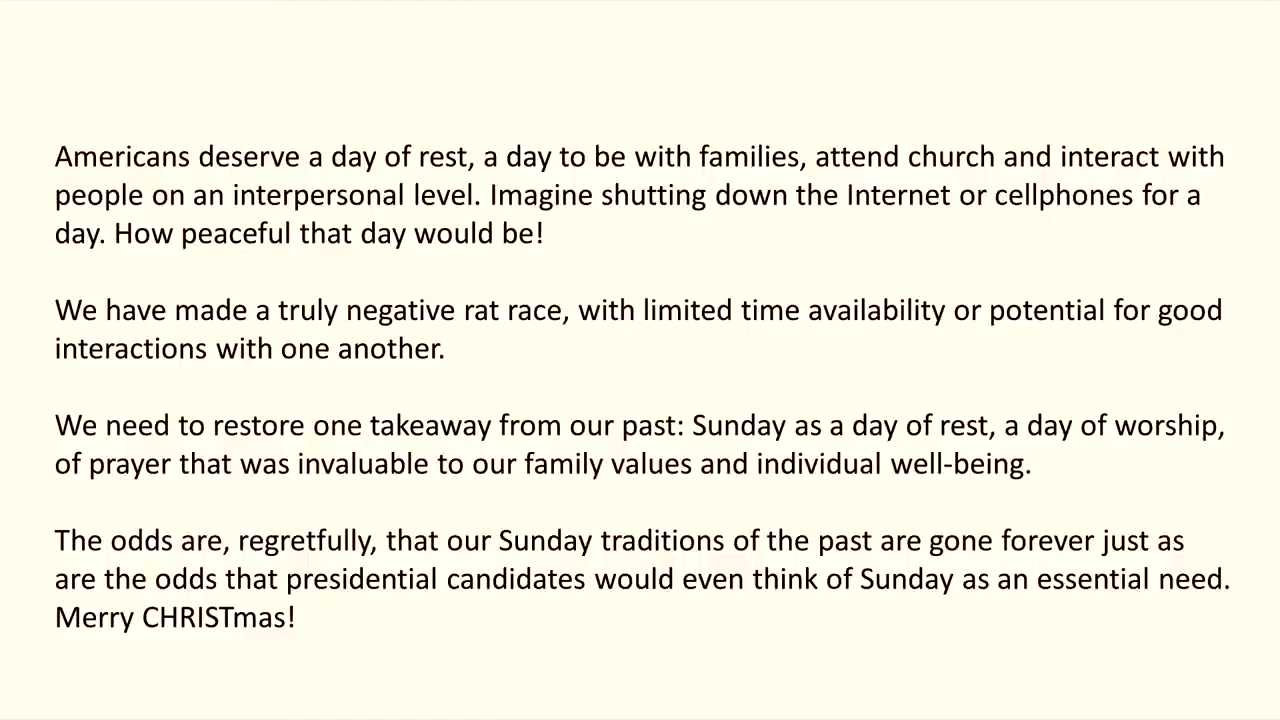 Americans deserve a day of rest, a day to be with families, attend church and interact with
people on an interpersonal level. Imagine shutting down the Internet or cellphones for a
day. How peaceful that day would be!
We have made a truly negative rat race, with limited time availability or potential for good
interactions with one another.
We need to restore one takeaway from our past: Sunday as a day of rest, a day of worship,
of prayer that was invaluable to our family values and individual well-being.
The odds are, regretfully, that our Sunday traditions of the past are gone forever just as
are the odds that presidential candidates would even think of Sunday as an essential need.
Merry CHRISTmas!